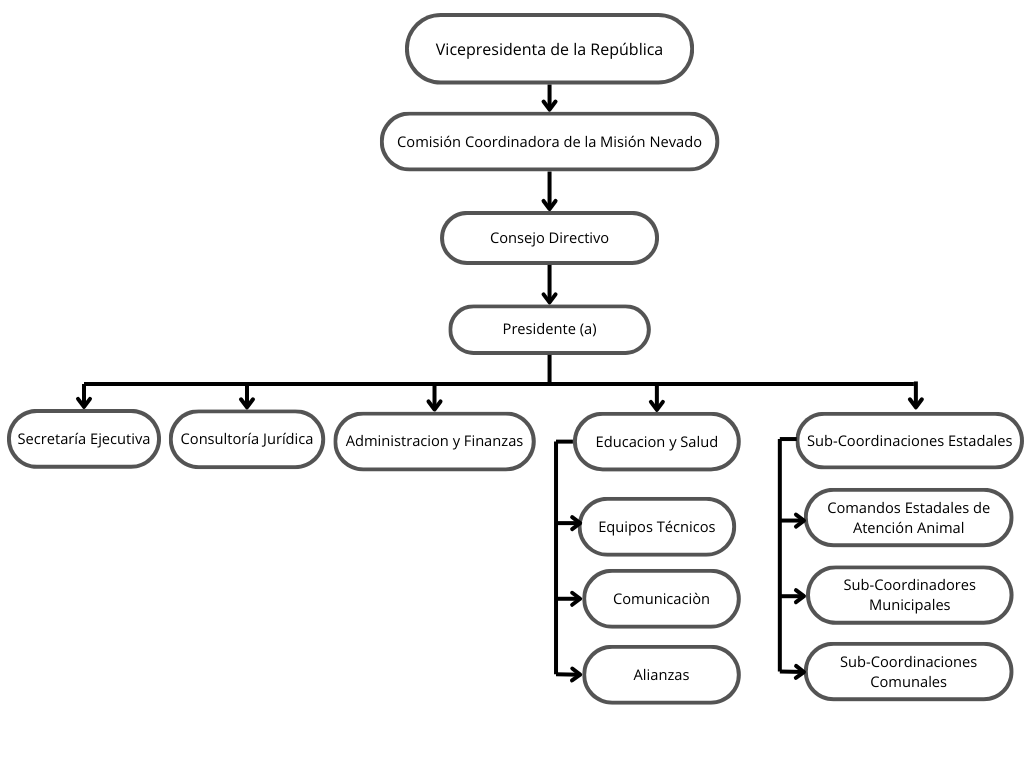 Vicepresidenta de la República
Comisión Coordinadora de la Misión Nevado
Consejo Directivo
Presidente (a)
Secretaría Ejecutiva
Consultoría Jurídica
Administracion y Finanzas
Educacion y Salud
Sub-Coordinaciones Estadales
Equipos Técnicos
Comunicaciòn
Alianzas
Comandos Estadales de
Atención Animal
Sub-Coordinadores
Municipales
Sub-Coordinaciones
Comunales